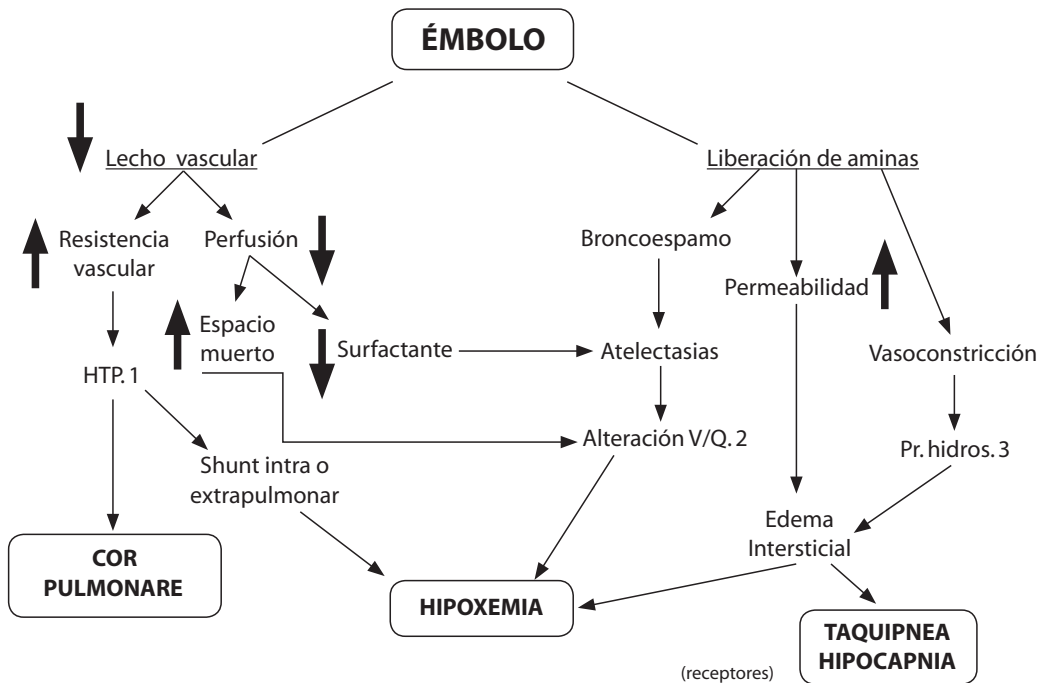 ÉMBOLO
Lecho vascular
Liberación de aminas
Resistencia
vascular
Perfusión
Broncoespamo
Permeabilidad
Espacio
muerto
Surfactante
Atelectasias
Vasoconstricción
HTP. 1
Alteración V/Q. 2
Pr. hidros. 3
Shunt intra o
extrapulmonar
Edema
Intersticial
COR
PULMONARE
HIPOXEMIA
TAQUIPNEA
HIPOCAPNIA
(receptores)